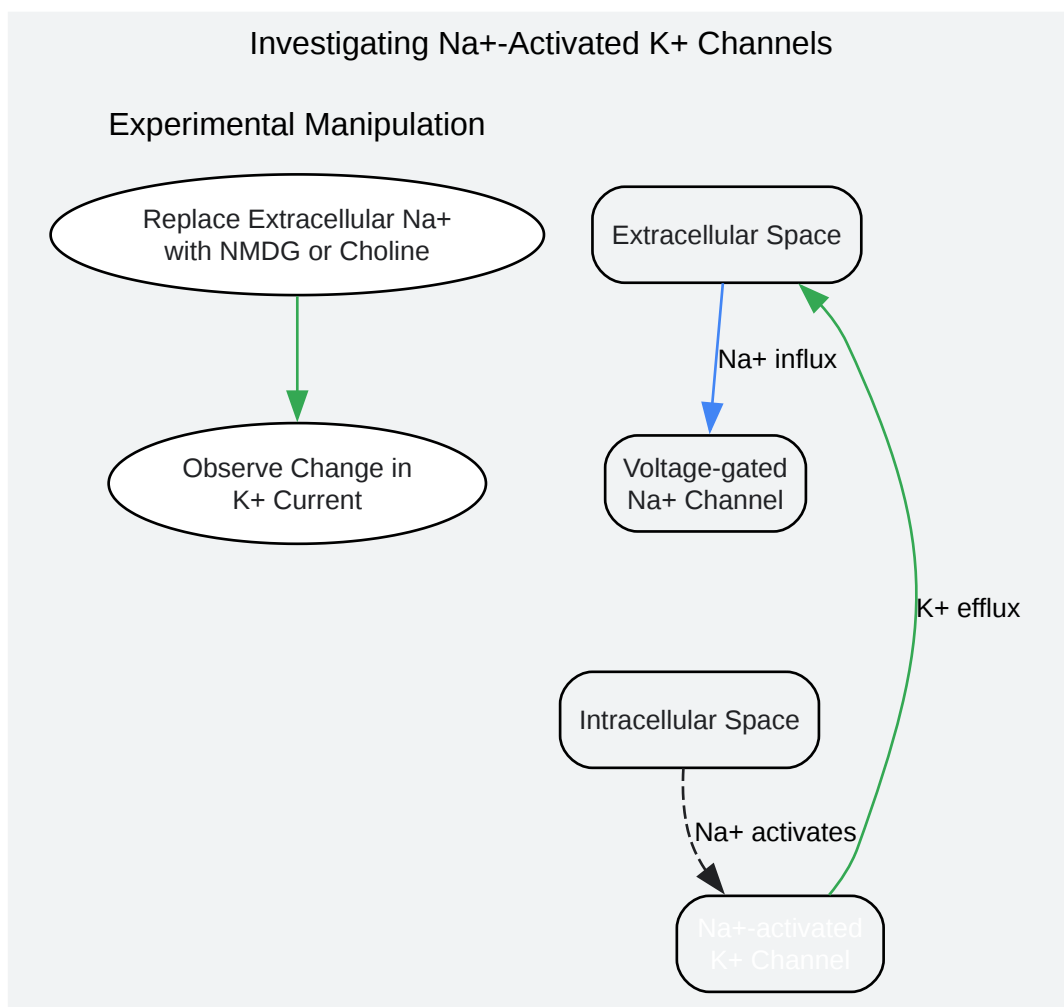 Investigating Na+-Activated K+ Channels
Experimental Manipulation
Replace Extracellular Na+
with NMDG or Choline
Observe Change in
K+ Current
Extracellular Space
Na+ influx
Voltage-gated
Na+ Channel
K+ efflux
Intracellular Space
Na+ activates
Na+-activated
K+ Channel